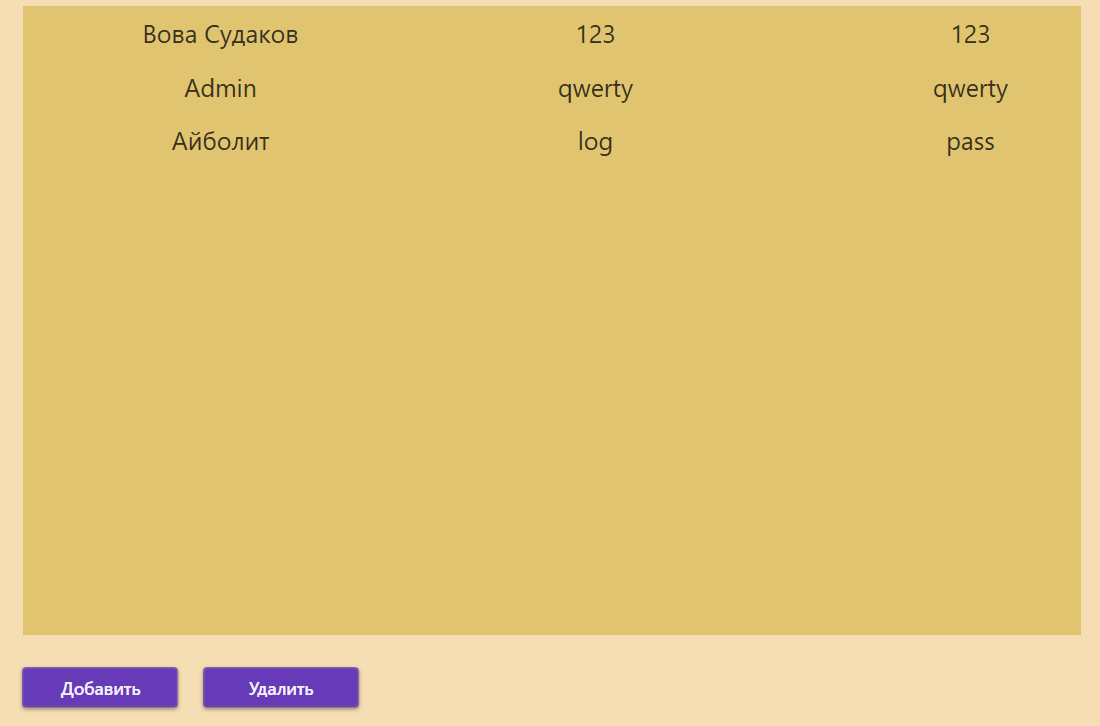 Вова Судаков 123 123
Admin qwerty qwerty
Айболит log pass
Добавить Удалить